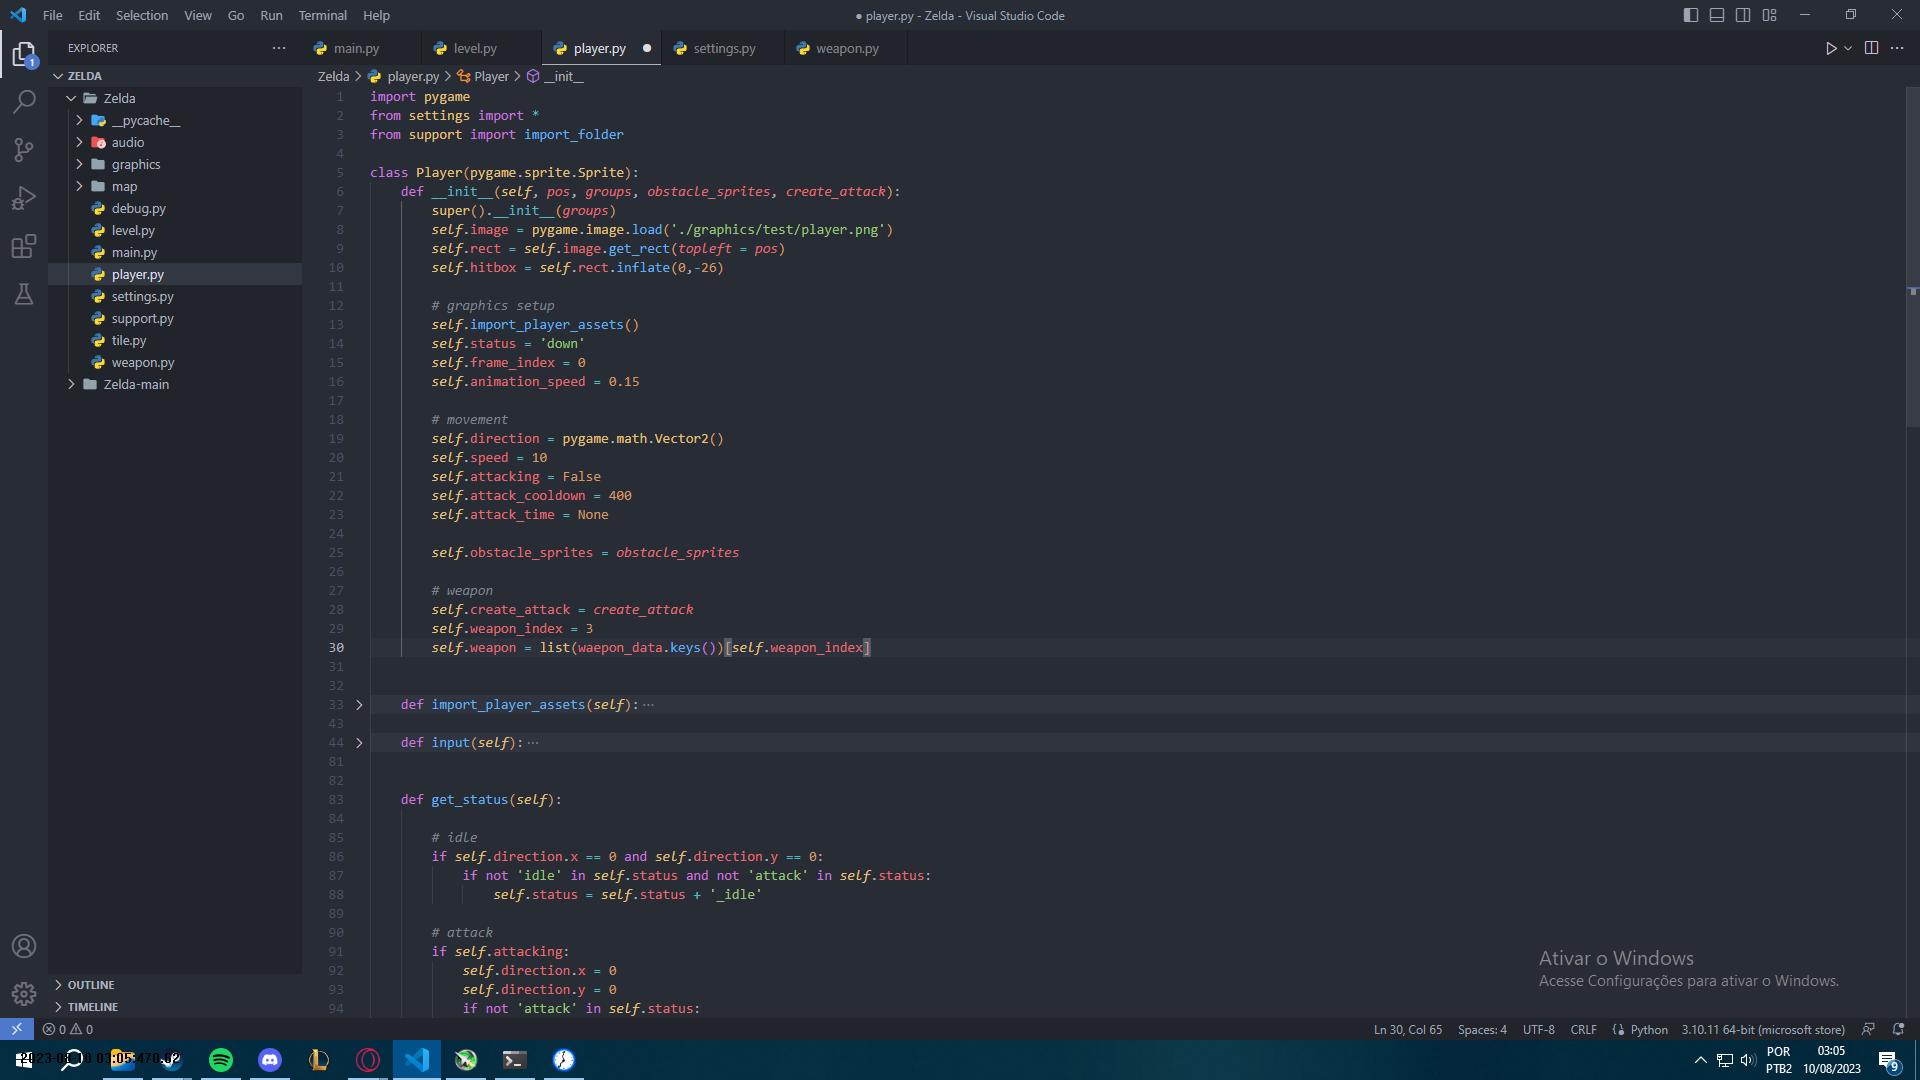 File Edit Selection View Go Run Terminal Help
● player.py - Zelda - Visual Studio Code
EXPLORER
main.py level.py player.py settings.py weapon.py
1
ZELDA
Zelda
__pycache__
audio
graphics
map
debug.py
level.py
main.py
player.py
settings.py
support.py
tile.py
weapon.py
Zelda-main
OUTLINE
TIMELINE
Zelda > player.py > Player > __init__
1 import pygame
2 from settings import *
3 from support import import_folder
4
5 class Player(pygame.sprite.Sprite):
6 def __init__(self, pos, groups, obstacle_sprites, create_attack):
7 super().__init__(groups)
8 self.image = pygame.image.load('./graphics/test/player.png')
9 self.rect = self.image.get_rect(topleft = pos)
10 self.hitbox = self.rect.inflate(0,-26)
11
12 # graphics setup
13 self.import_player_assets()
14 self.status = 'down'
15 self.frame_index = 0
16 self.animation_speed = 0.15
17
18 # movement
19 self.direction = pygame.math.Vector2()
20 self.speed = 10
21 self.attacking = False
22 self.attack_cooldown = 400
23 self.attack_time = None
24
25 self.obstacle_sprites = obstacle_sprites
26
27 # weapon
28 self.create_attack = create_attack
29 self.weapon_index = 3
30 self.weapon = list(waepon_data.keys())[self.weapon_index]
31
32
33 def import_player_assets(self): ···
43
44 def input(self): ···
81
82
83 def get_status(self):
84
85 # idle
86 if self.direction.x == 0 and self.direction.y == 0:
87 if not 'idle' in self.status and not 'attack' in self.status:
88 self.status = self.status + '_idle'
89
90 # attack
91 if self.attacking:
92 self.direction.x = 0
93 self.direction.y = 0
94 if not 'attack' in self.status:
Ativar o Windows
Acesse Configurações para ativar o Windows.
0 0
Ln 30, Col 65 Spaces: 4 UTF-8 CRLF Python 3.10.11 64-bit (microsoft store)
POR
PTB2
03:05
10/08/2023
9